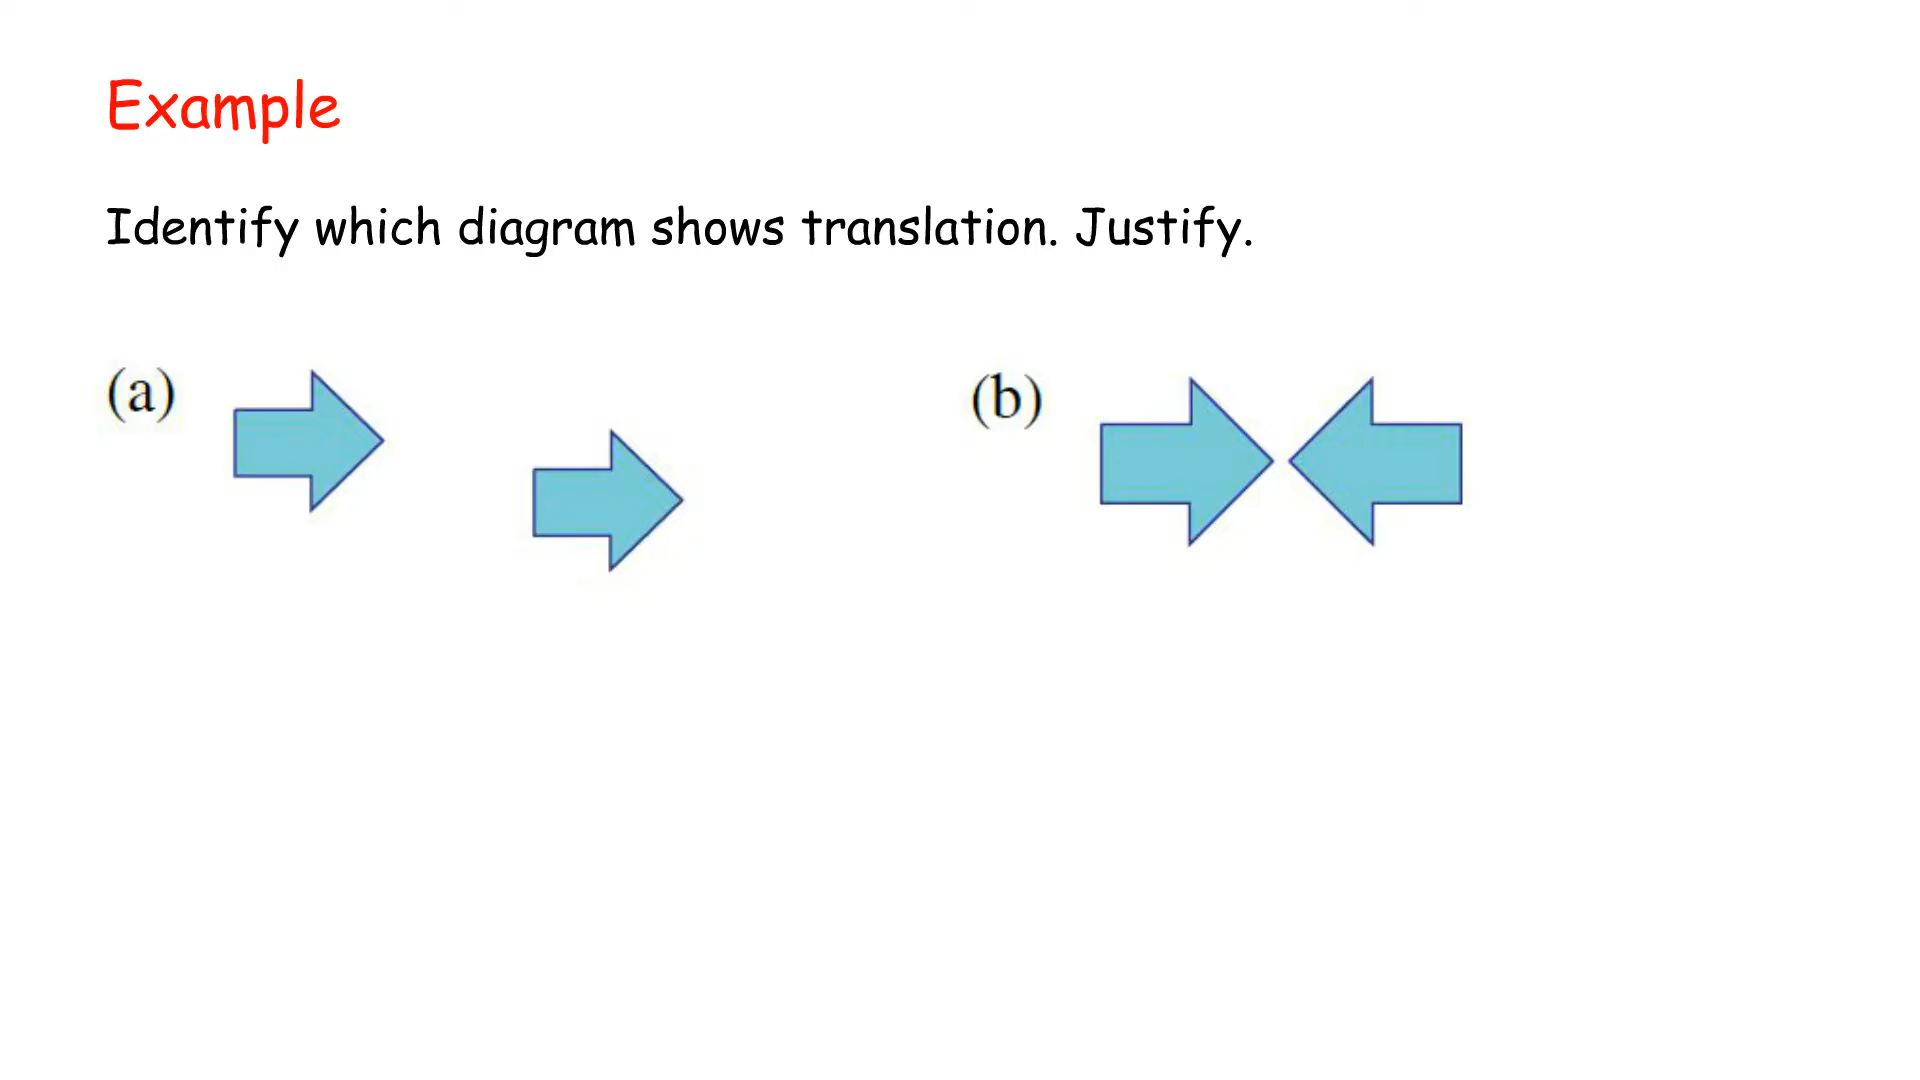 Example
Identify which diagram shows translation. Justify.
(a)
(b)